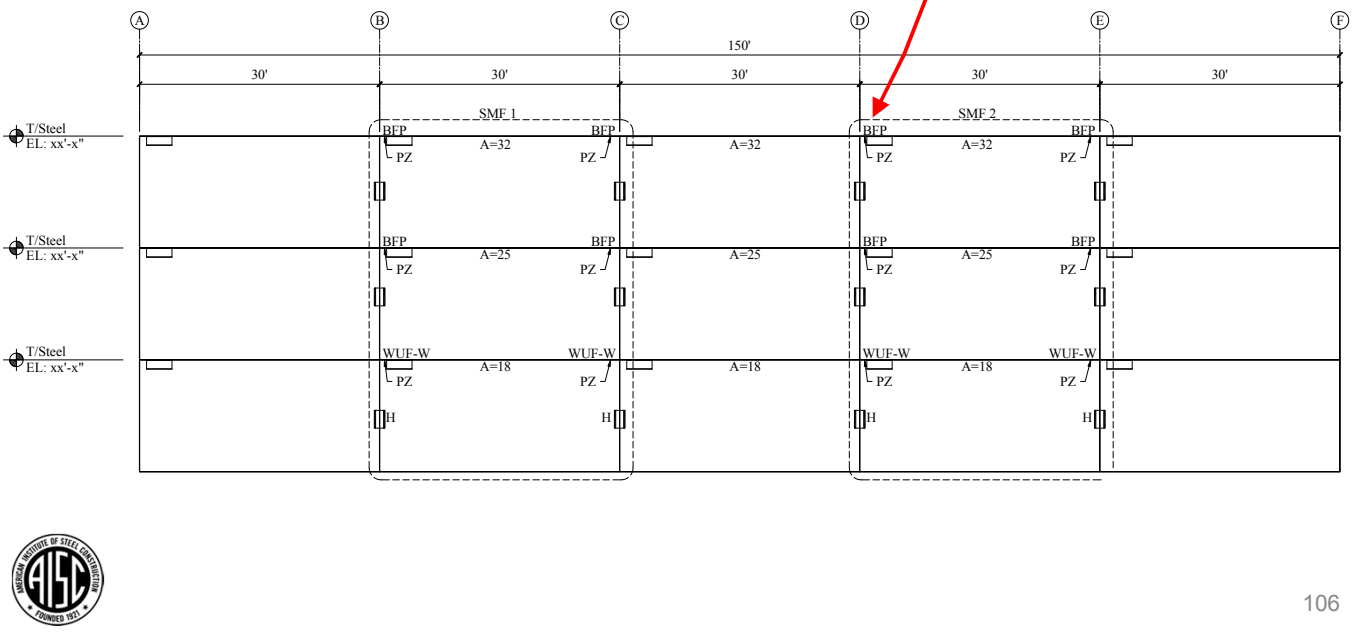 A B C D E F
150'
30' 30' 30' 30' 30'
SMF 1 SMF 2
T/Steel
EL: xx'-x"
BFP BFP BFP BFP
A=32 A=32 A=32
PZ PZ PZ PZ
T/Steel
EL: xx'-x"
BFP BFP BFP BFP
A=25 A=25 A=25
PZ PZ PZ PZ
T/Steel
EL: xx'-x"
WUF-W WUF-W WUF-W WUF-W
A=18 A=18 A=18
PZ PZ PZ PZ
H H H H
AMERICAN INSTITUTE OF STEEL CONSTRUCTION
AISC
FOUNDED 1921
106